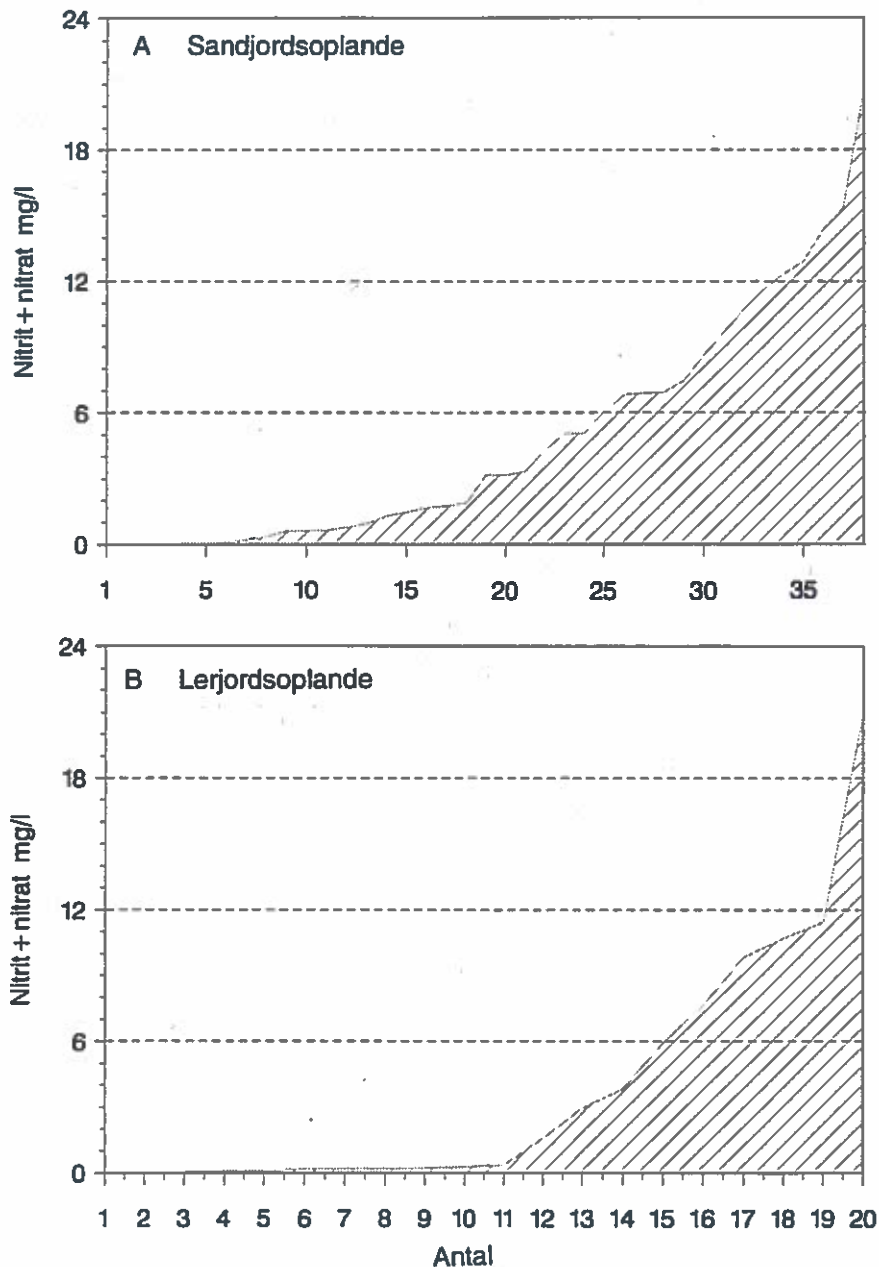 24
A Sandjordsoplande
18
12
6
0
Nitrit + nitrat mg/l
1 5 10 15 20 25 30 35
24
B Lerjordsoplande
18
12
6
0
Nitrit + nitrat mg/l
1 2 3 4 5 6 7 8 9 10 11 12 13 14 15 16 17 18 19 20
Antal